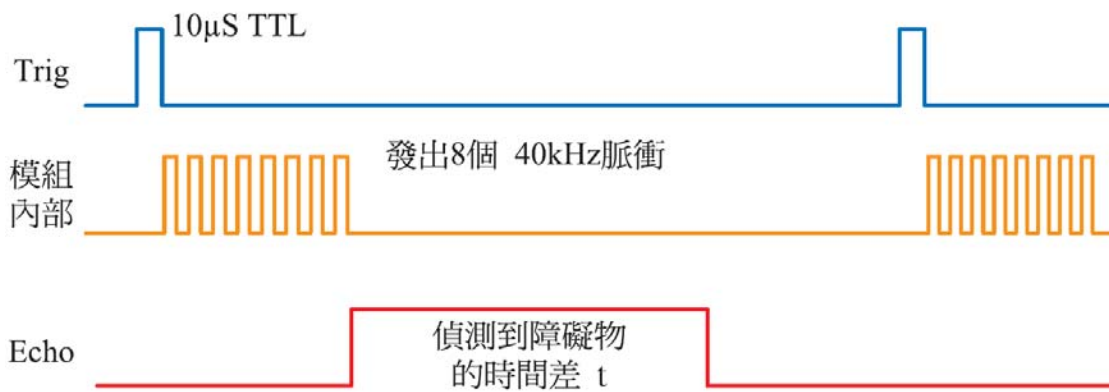 10μS TTL
Trig
發出8個 40kHz脈衝
模組
內部
Echo
偵測到障礙物
的時間差 t